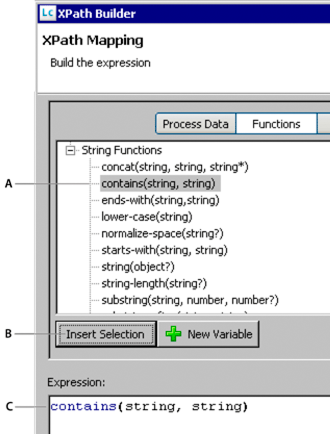 LC XPath Builder
XPath Mapping
Build the expression
Process Data Functions
String Functions
concat(string, string, string*)
A contains(string, string)
ends-with(string,string)
lower-case(string)
normalize-space(string?)
starts-with(string, string)
string(object?)
string-length(string?)
substring(string, number, number?)
B Insert Selection New Variable
Expression:
C contains(string, string)